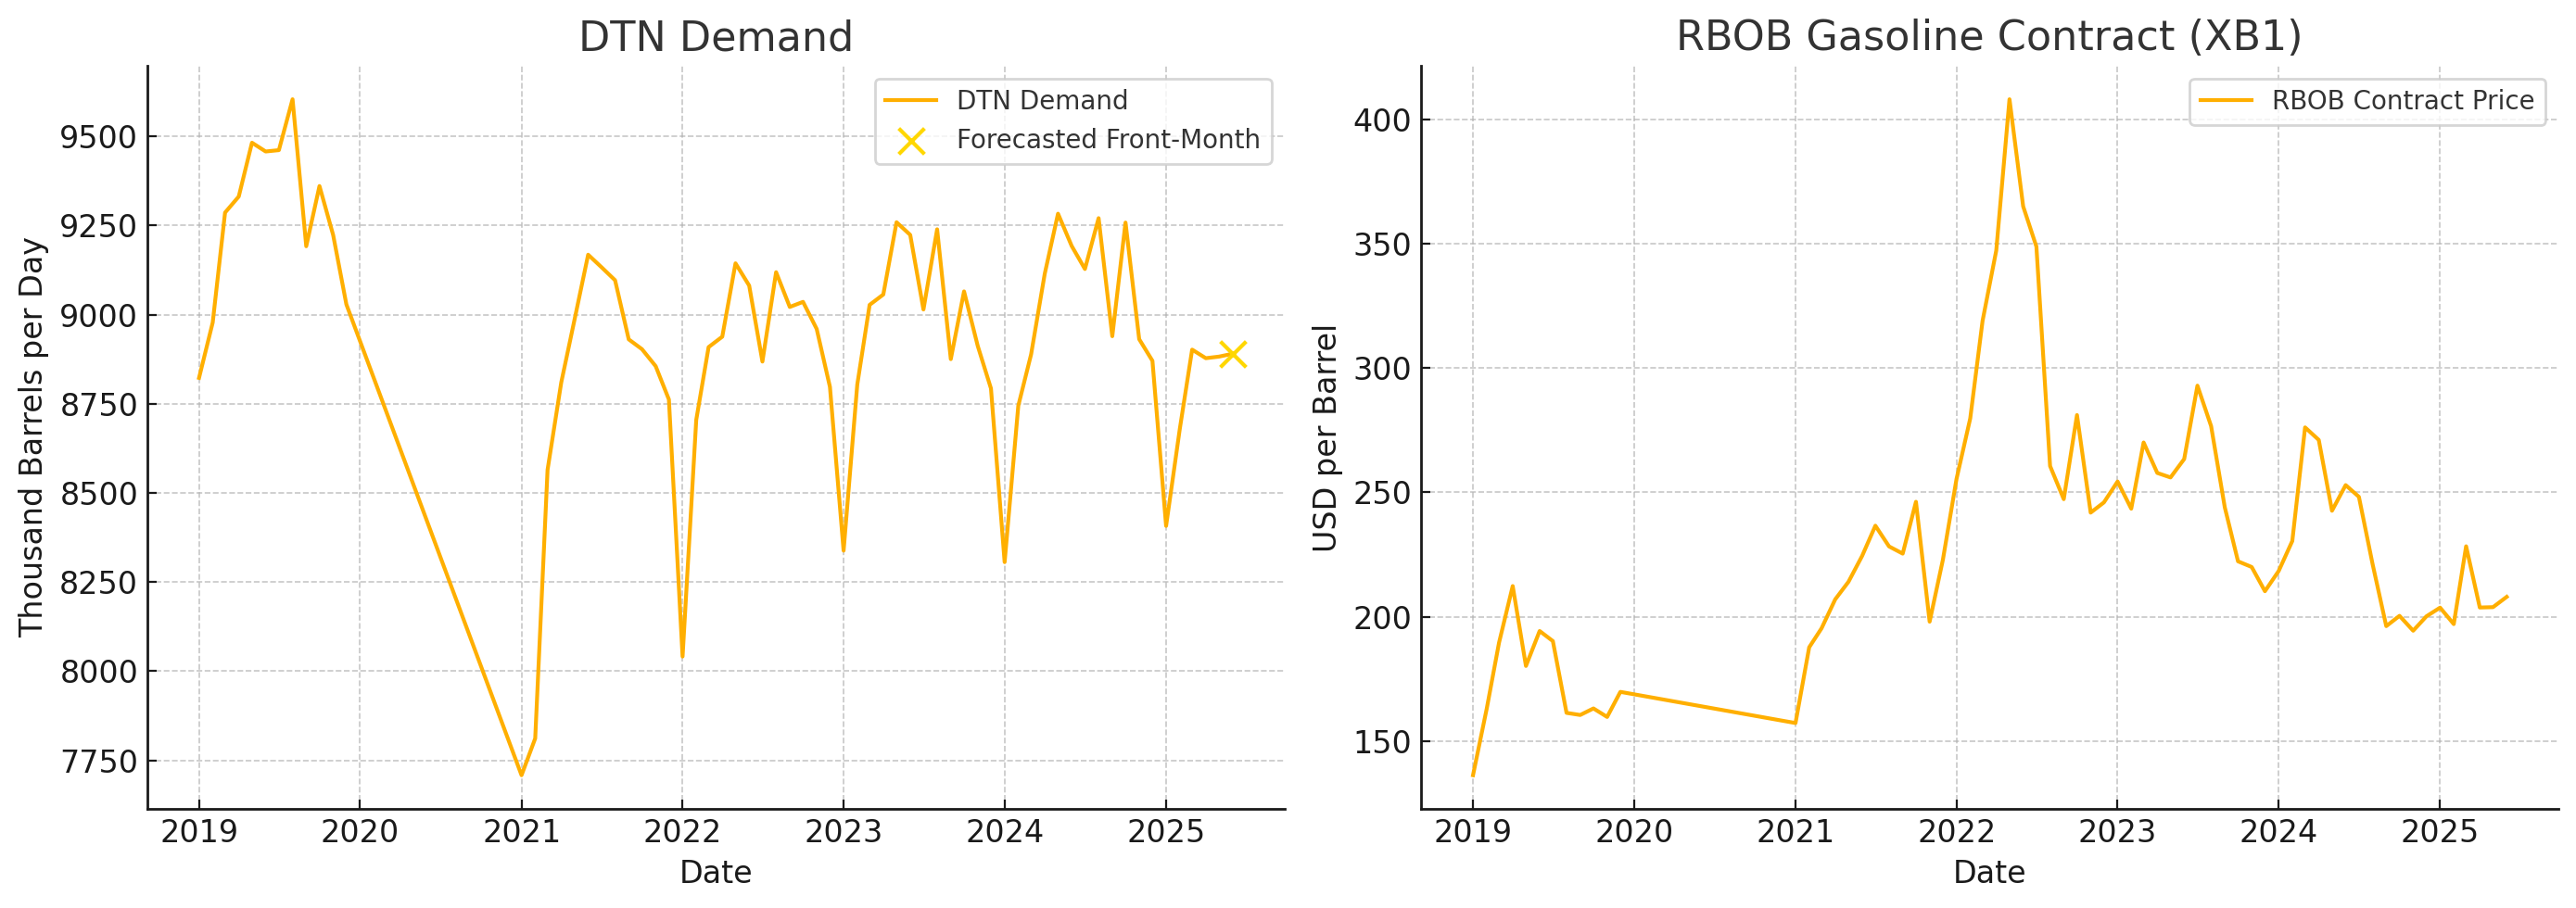 DTN Demand
DTN Demand
Forecasted Front-Month
Thousand Barrels per Day
9500
9250
9000
8750
8500
8250
8000
7750
2019 2020 2021 2022 2023 2024 2025
Date
RBOB Gasoline Contract (XB1)
RBOB Contract Price
USD per Barrel
400
350
300
250
200
150
2019 2020 2021 2022 2023 2024 2025
Date